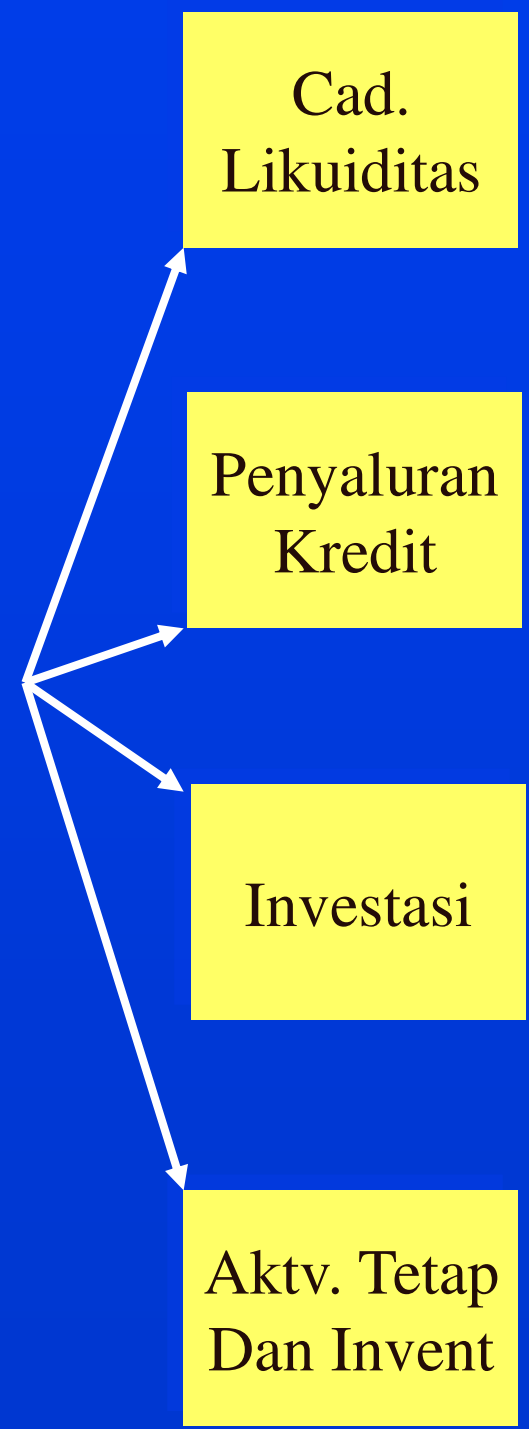 Cad.
Likuiditas
Penyaluran
Kredit
Investasi
Aktv. Tetap
Dan Invent